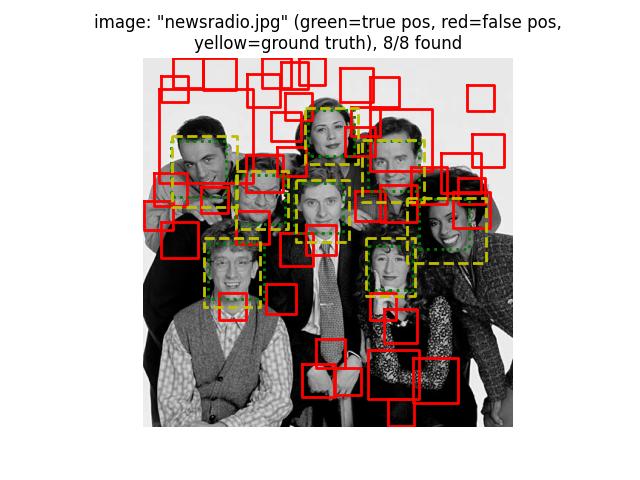 image: "newsradio.jpg" (green=true pos, red=false pos,
yellow=ground truth), 8/8 found